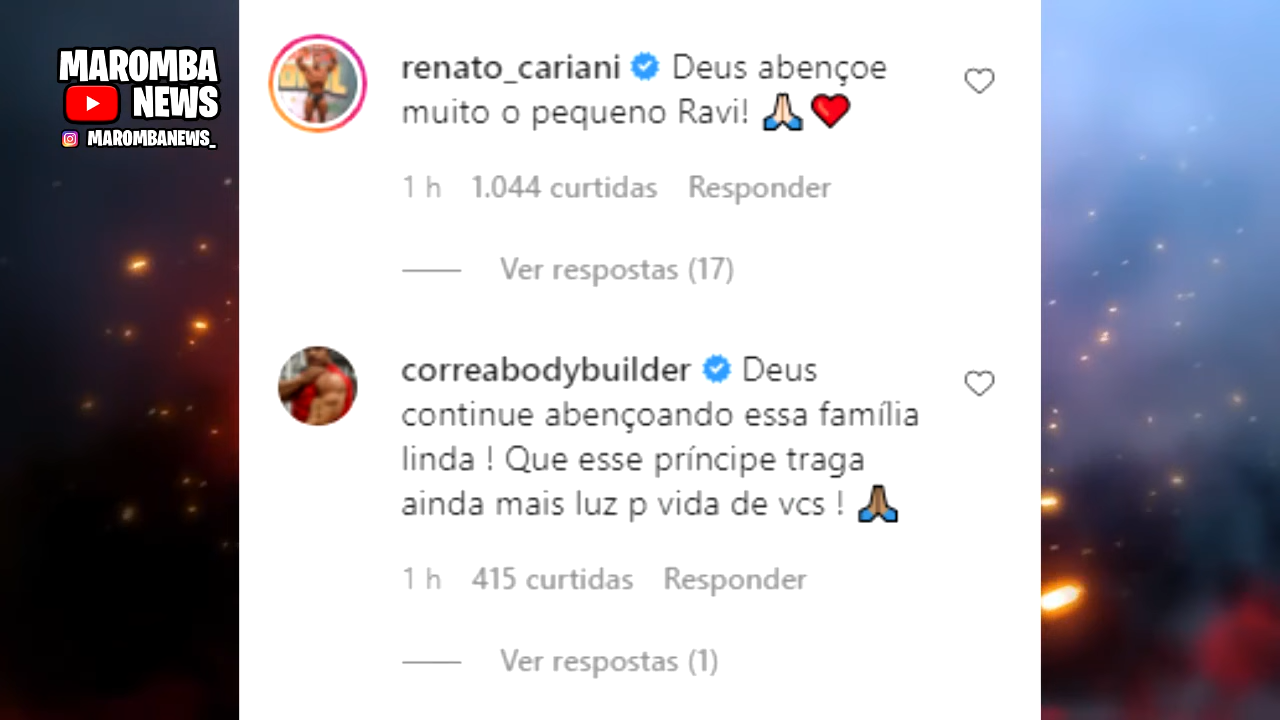 MAROMBA
NEWS
MAROMBANEWS_
renato_cariani Deus abençoe
muito o pequeno Ravi! 🙏🏻❤️
1 h 1.044 curtidas Responder
Ver respostas (17)
correabodybuilder Deus
continue abençoando essa família
linda ! Que esse príncipe traga
ainda mais luz p vida de vcs ! 🙏🏽
1 h 415 curtidas Responder
Ver respostas (1)